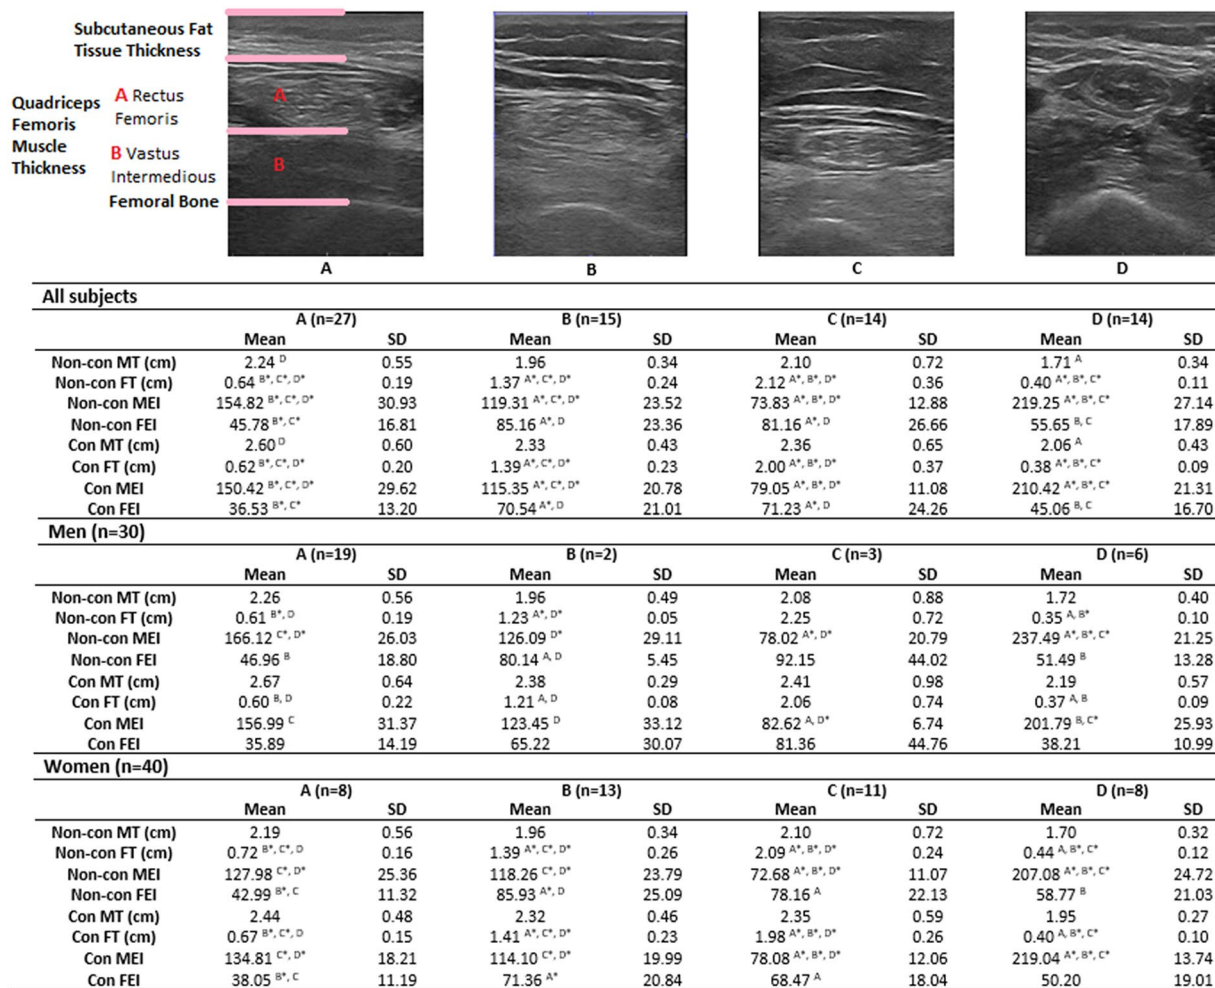 Subcutaneous Fat
Tissue Thickness
Quadriceps
Femoris
Muscle
Thickness
A Rectus
Femoris
B Vastus
Intermedious
Femoral Bone
A
B
A B C D
All subjects
A (n=27) B (n=15) C (n=14) D (n=14)
Mean SD Mean SD Mean SD Mean SD
Non-con MT (cm) 2.24 D 0.55 1.96 0.34 2.10 0.72 1.71 A 0.34
Non-con FT (cm) 0.64 B*, C*, D* 0.19 1.37 A*, C*, D* 0.24 2.12 A*, B*, D* 0.36 0.40 A*, B*, C* 0.11
Non-con MEI 154.82 B*, C*, D* 30.93 119.31 A*, C*, D* 23.52 73.83 A*, B*, D* 12.88 219.25 A*, B*, C* 27.14
Non-con FEI 45.78 B*, C* 16.81 85.16 A*, D 23.36 81.16 A*, D 26.66 55.65 B, C 17.89
Con MT (cm) 2.60 D 0.60 2.33 0.43 2.36 0.65 2.06 A 0.43
Con FT (cm) 0.62 B*, C*, D* 0.20 1.39 A*, C*, D* 0.23 2.00 A*, B*, D* 0.37 0.38 A*, B*, C* 0.09
Con MEI 150.42 B*, C*, D* 29.62 115.35 A*, C*, D* 20.78 79.05 A*, B*, D* 11.08 210.42 A*, B*, C* 21.31
Con FEI 36.53 B*, C* 13.20 70.54 A*, D 21.01 71.23 A*, D 24.26 45.06 B, C 16.70
Men (n=30)
A (n=19) B (n=2) C (n=3) D (n=6)
Mean SD Mean SD Mean SD Mean SD
Non-con MT (cm) 2.26 0.56 1.96 0.49 2.08 0.88 1.72 0.40
Non-con FT (cm) 0.61 B*, D 0.19 1.23 A*, D* 0.05 2.25 0.72 0.35 A, B* 0.10
Non-con MEI 166.12 C*, D* 26.03 126.09 D* 29.11 78.02 A*, D* 20.79 237.49 A*, B*, C* 21.25
Non-con FEI 46.96 B 18.80 80.14 A, D 5.45 92.15 44.02 51.49 B 13.28
Con MT (cm) 2.67 0.64 2.38 0.29 2.41 0.98 2.19 0.57
Con FT (cm) 0.60 B, D 0.22 1.21 A, D 0.08 2.06 0.74 0.37 A, B 0.09
Con MEI 156.99 C 31.37 123.45 D 33.12 82.62 A, D* 6.74 201.79 B, C* 25.93
Con FEI 35.89 14.19 65.22 30.07 81.36 44.76 38.21 10.99
Women (n=40)
A (n=8) B (n=13) C (n=11) D (n=8)
Mean SD Mean SD Mean SD Mean SD
Non-con MT (cm) 2.19 0.56 1.96 0.34 2.10 0.72 1.70 0.32
Non-con FT (cm) 0.72 B*, C*, D 0.16 1.39 A*, C*, D* 0.26 2.09 A*, B*, D* 0.24 0.44 A, B*, C* 0.12
Non-con MEI 127.98 C*, D* 25.36 118.26 C*, D* 23.79 72.68 A*, B*, D* 11.07 207.08 A*, B*, C* 24.72
Non-con FEI 42.99 B*, C 11.32 85.93 A*, D 25.09 78.16 A 22.13 58.77 B 21.03
Con MT (cm) 2.44 0.48 2.32 0.46 2.35 0.59 1.95 0.27
Con FT (cm) 0.67 B*, C*, D 0.15 1.41 A*, C*, D* 0.23 1.98 A*, B*, D* 0.26 0.40 A, B*, C* 0.10
Con MEI 134.81 C*, D* 18.21 114.10 C*, D* 19.99 78.08 A*, B*, D* 12.06 219.04 A*, B*, C* 13.74
Con FEI 38.05 B*, C 11.19 71.36 A* 20.84 68.47 A 18.04 50.20 19.01